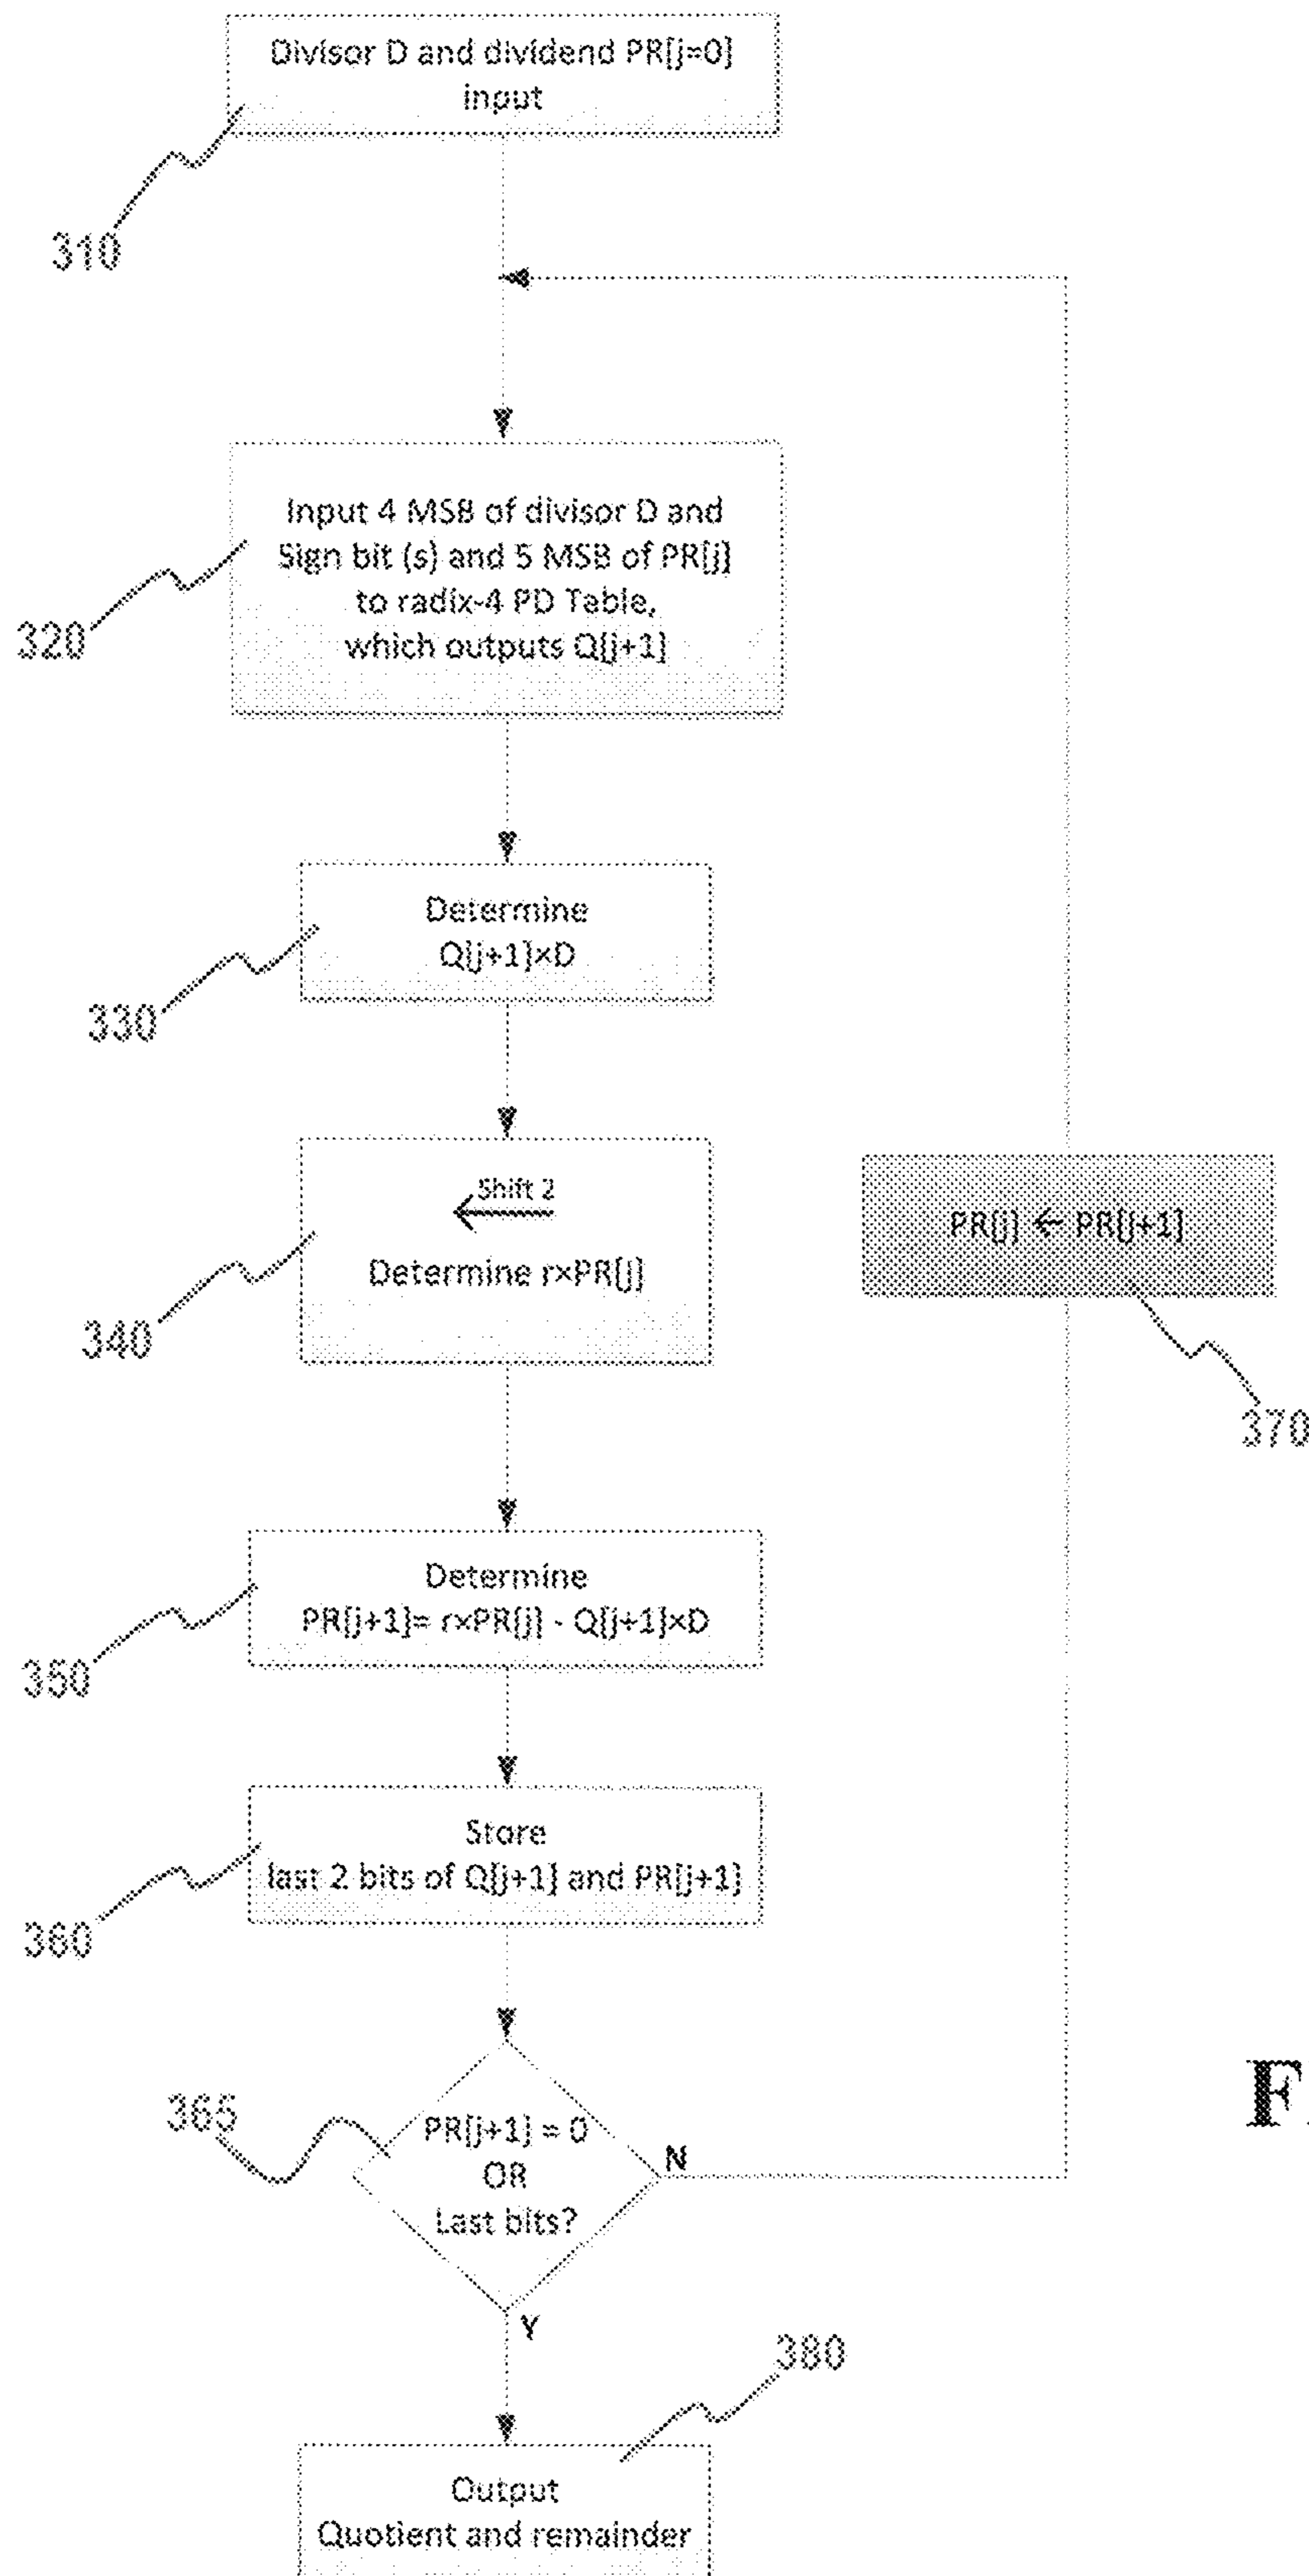 Divisor D and dividend PR[j=0]
input
310
Input 4 MSB of divisor D and
Sign bit (s) and 5 MSB of PR[j]
to radix-4 PD Table,
which outputs Q[j+1]
320
Determine
Q[j+1]×D
330
Shift 2
Determine r×PR[j]
340
PR[j] ← PR[j+1]
370
Determine
PR[j+1]= r×PR[j] - Q[j+1]×D
350
Store
last 2 bits of Q[j+1] and PR[j+1]
360
365
PR[j+1] = 0
OR
Last bits?
N
Y
F
380
Output
Quotient and remainder